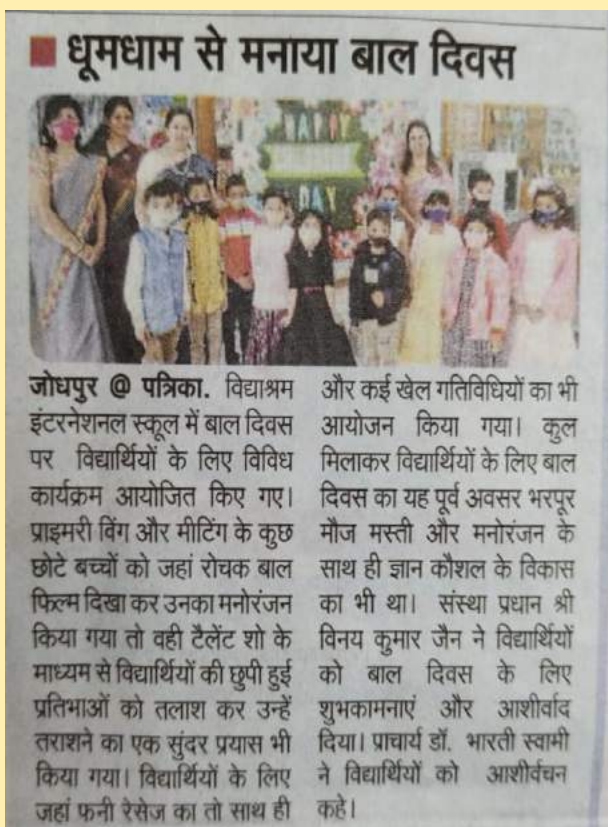 धूमधाम से मनाया बाल दिवस
HAPPY
DAY
जोधपुर @ पत्रिका. विद्याश्रम
इंटरनेशनल स्कूल में बाल दिवस
पर विद्यार्थियों के लिए विविध
कार्यक्रम आयोजित किए गए।
प्राइमरी विंग और मीटिंग के कुछ
छोटे बच्चों को जहां रोचक बाल
फिल्म दिखा कर उनका मनोरंजन
किया गया तो वही टैलेंट शो के
माध्यम से विद्यार्थियों की छुपी हुई
प्रतिभाओं को तलाश कर उन्हें
तराशने का एक सुंदर प्रयास भी
किया गया। विद्यार्थियों के लिए
जहां फनी रेसेज का तो साथ ही
और कई खेल गतिविधियों का भी
आयोजन किया गया। कुल
मिलाकर विद्यार्थियों के लिए बाल
दिवस का यह पूर्व अवसर भरपूर
मौज मस्ती और मनोरंजन के
साथ ही ज्ञान कौशल के विकास
का भी था। संस्था प्रधान श्री
विनय कुमार जैन ने विद्यार्थियों
को बाल दिवस के लिए
शुभकामनाएं और आशीर्वाद
दिया। प्राचार्य डॉ. भारती स्वामी
ने विद्यार्थियों को आशीर्वचन
कहे।